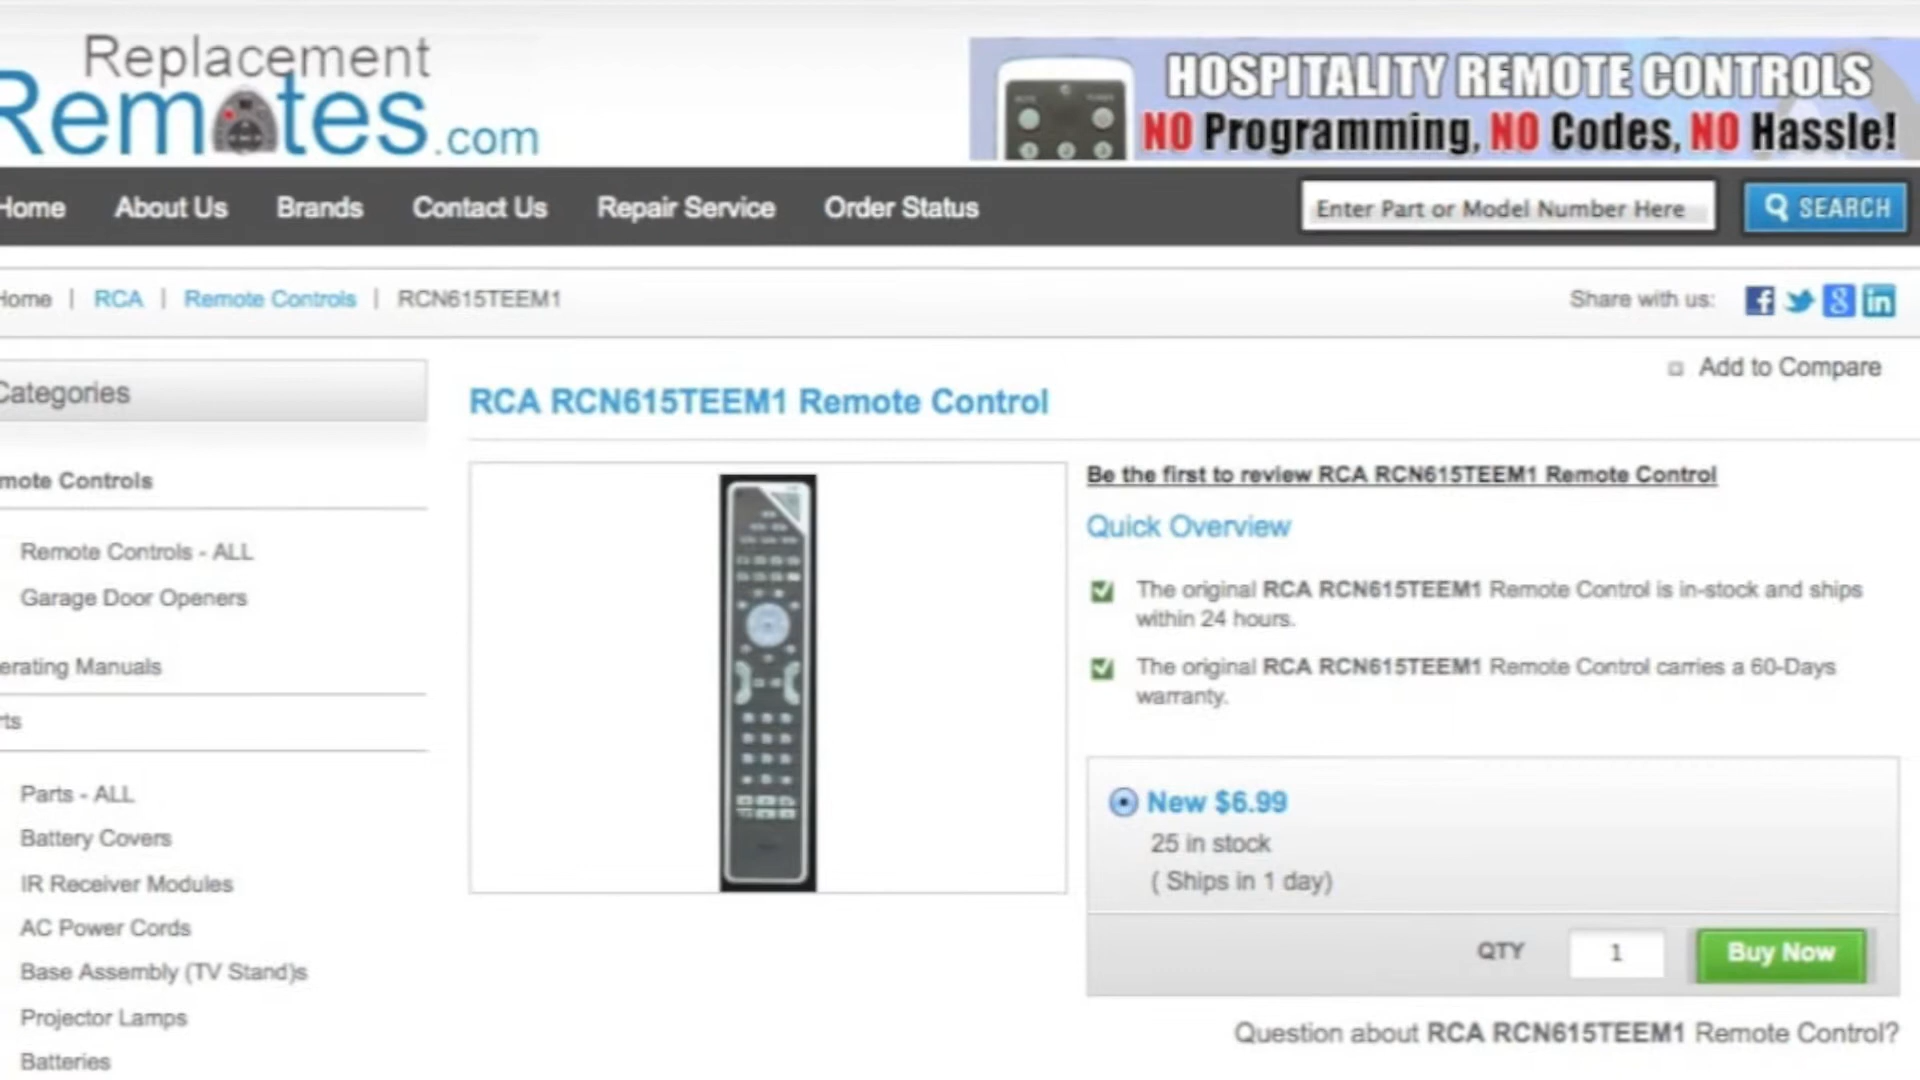 Replacement
Remotes.com
HOSPITALITY REMOTE CONTROLS
NO Programming, NO Codes, NO Hassle!
Home About Us Brands Contact Us Repair Service Order Status
Enter Part or Model Number Here
SEARCH
Home | RCA | Remote Controls | RCN615TEEM1
Share with us:
Add to Compare
Categories
RCA RCN615TEEM1 Remote Control
mote Controls
Remote Controls - ALL
Garage Door Openers
erating Manuals
rts
Parts - ALL
Battery Covers
IR Receiver Modules
AC Power Cords
Base Assembly (TV Stand)s
Projector Lamps
Batteries
Be the first to review RCA RCN615TEEM1 Remote Control
Quick Overview
The original RCA RCN615TEEM1 Remote Control is in-stock and ships
within 24 hours.
The original RCA RCN615TEEM1 Remote Control carries a 60-Days
warranty.
New $6.99
25 in stock
( Ships in 1 day)
QTY 1 Buy Now
Question about RCA RCN615TEEM1 Remote Control?